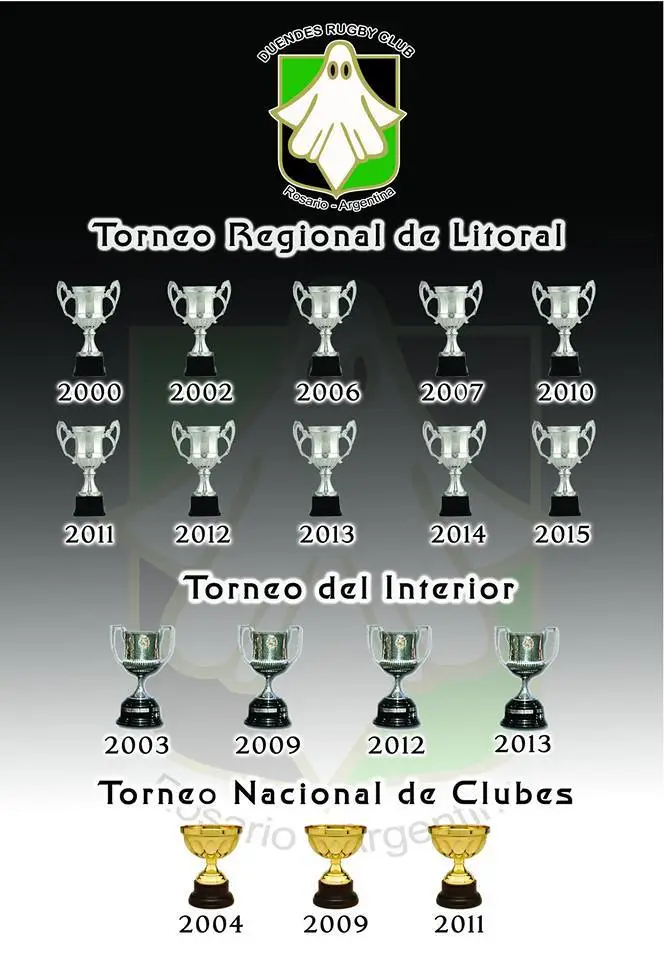 DUENDES RUGBY CLUB
Rosario - Argentina
Torneo Regional de Litoral
2000 2002 2006 2007 2010
2011 2012 2013 2014 2015
Torneo del Interior
2003 2009 2012 2013
Torneo Nacional de Clubes
Rosario - Argentina
2004 2009 2011